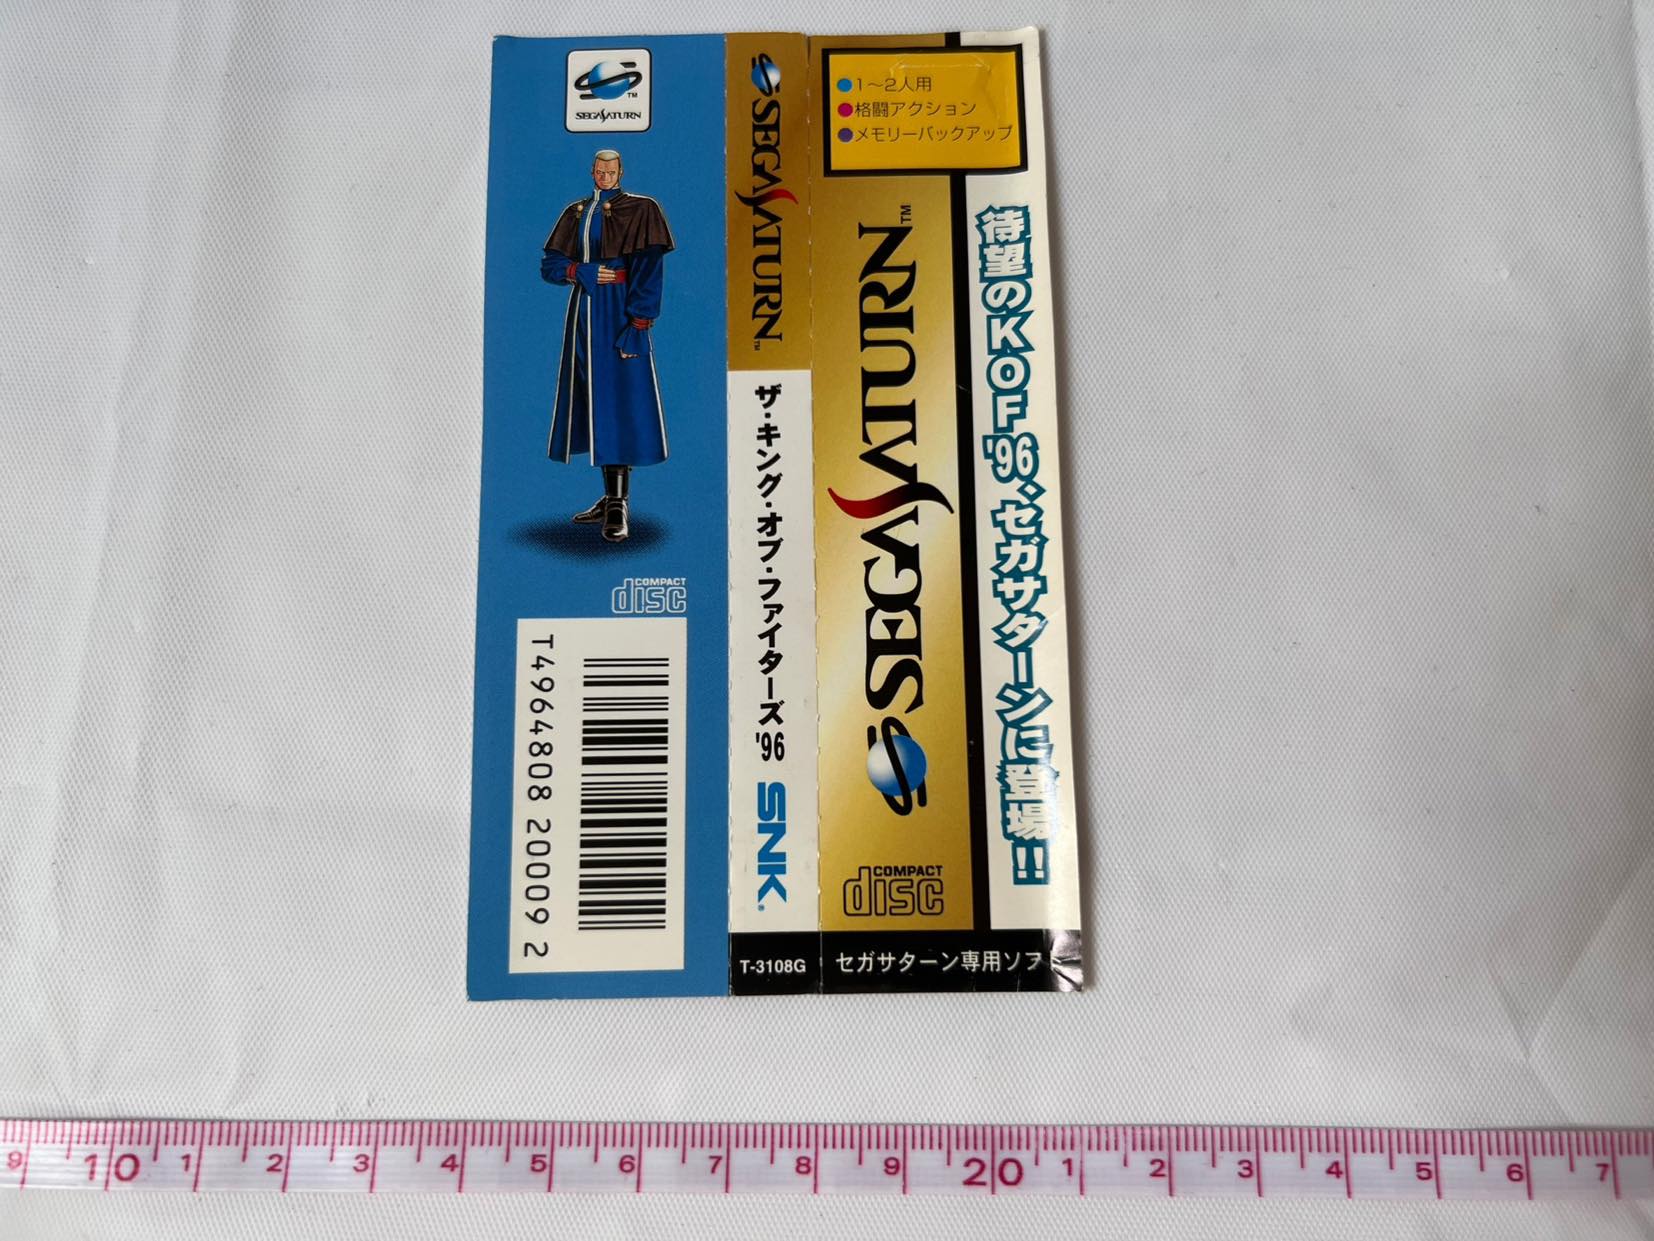 SEGA SATURN
TM
COMPACT
disc
T4964808 20009 2
SEGA SATURN
TM
ザ・キング・オブ・ファイターズ'96
SNK®
T-3108G
●1～2人用
●格闘アクション
●メモリーバックアップ
SEGA SATURN
TM
COMPACT
disc
セガサターン専用ソフト
待望のKOF'96、セガサターンに登場!!
9 10 1 2 3 4 5 6 7 8 9 20 1 2 3 4 5 6 7